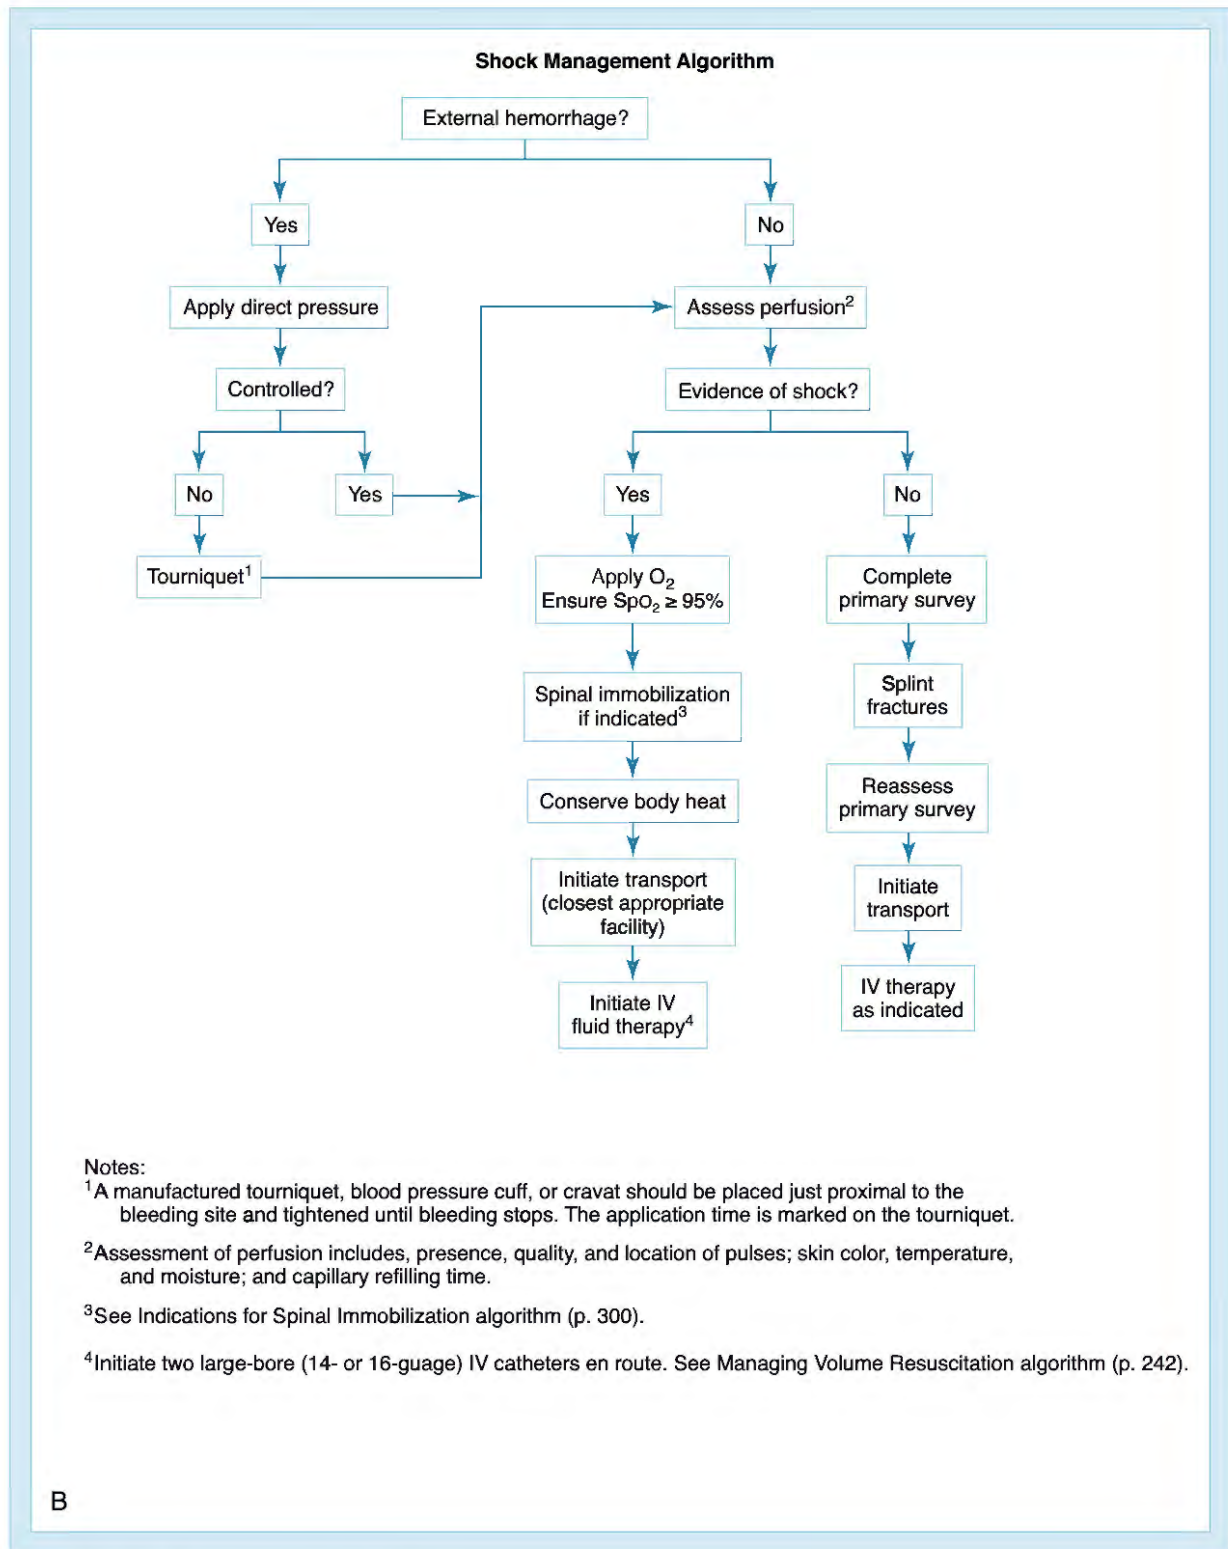 Shock Management Algorithm
External hemorrhage?
Yes
No
Apply direct pressure
Assess perfusion²
Controlled?
Evidence of shock?
No
Yes
Yes
No
Tourniquet¹
Apply O₂
Ensure SpO₂ ≥ 95%
Complete
primary survey
Spinal immobilization
if indicated³
Splint
fractures
Conserve body heat
Reassess
primary survey
Initiate transport
(closest appropriate
facility)
Initiate
transport
Initiate IV
fluid therapy⁴
IV therapy
as indicated
Notes:
¹A manufactured tourniquet, blood pressure cuff, or cravat should be placed just proximal to the
bleeding site and tightened until bleeding stops. The application time is marked on the tourniquet.
²Assessment of perfusion includes, presence, quality, and location of pulses; skin color, temperature,
and moisture; and capillary refilling time.
³See Indications for Spinal Immobilization algorithm (p. 300).
⁴Initiate two large-bore (14- or 16-guage) IV catheters en route. See Managing Volume Resuscitation algorithm (p. 242).
B